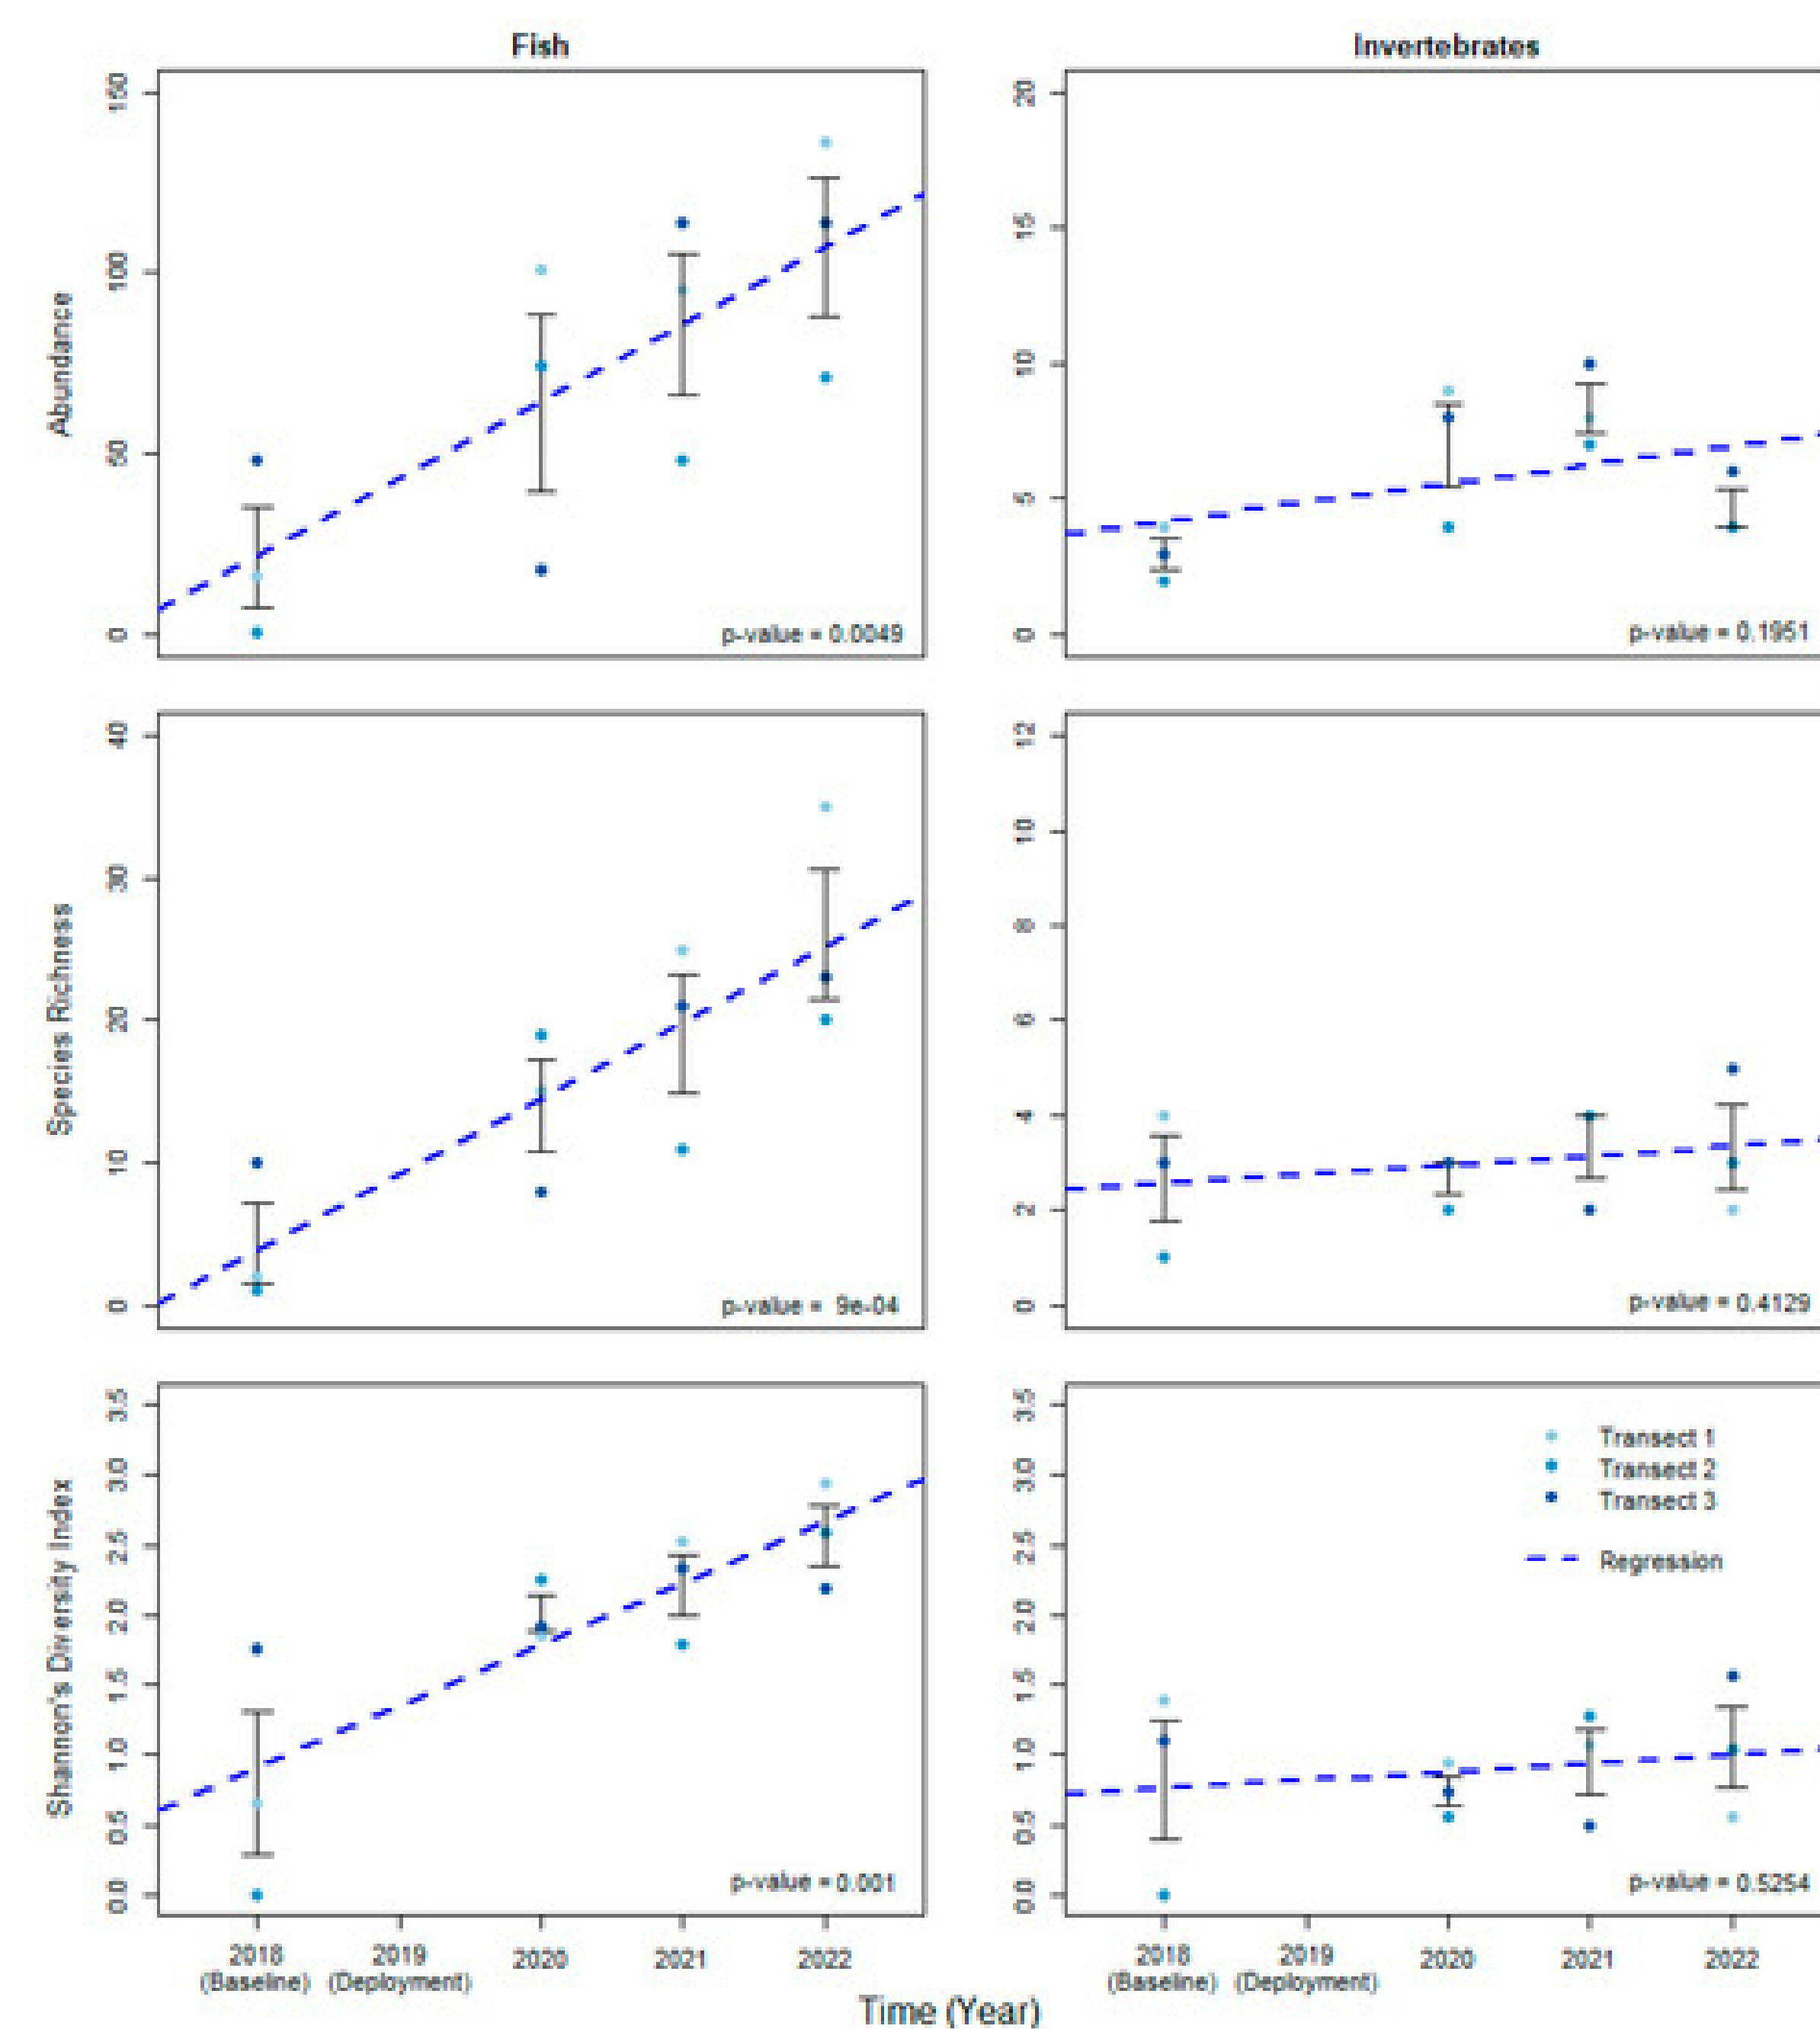 Fish
Invertebrates
Abundance
150
100
50
0
p-value = 0.0049
20
15
10
5
0
p-value = 0.1951
Species Richness
40
30
20
10
0
p-value = 9e-04
12
10
8
6
4
2
0
p-value = 0.4129
Shannon's Diversity Index
3.5
3.0
2.5
2.0
1.5
1.0
0.5
0.0
p-value = 0.001
3.5
3.0
2.5
2.0
1.5
1.0
0.5
0.0
Transect 1
Transect 2
Transect 3
Regression
p-value = 0.5254
2018 2019 2020 2021 2022
(Baseline) (Deployment)
2018 2019 2020 2021 2022
(Baseline) (Deployment)
Time (Year)